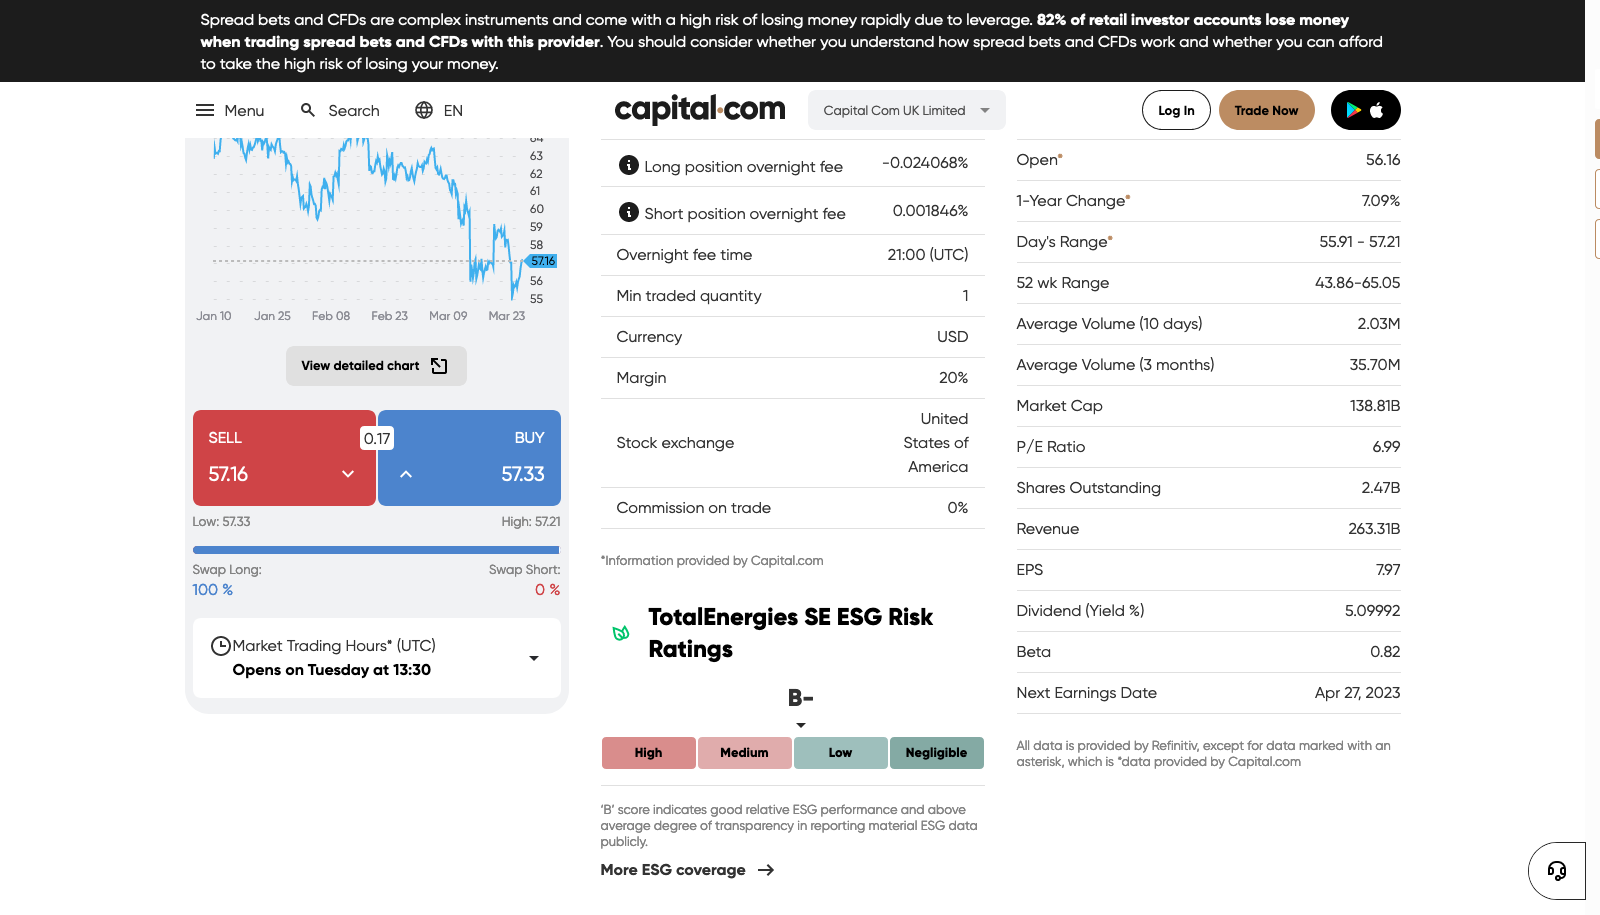 Spread bets and CFDs are complex instruments and come with a high risk of losing money rapidly due to leverage. 82% of retail investor accounts lose money
when trading spread bets and CFDs with this provider. You should consider whether you understand how spread bets and CFDs work and whether you can afford
to take the high risk of losing your money.
Menu
Search
EN
capital.com
Capital Com UK Limited
Log In
Trade Now
64
63
62
61
60
59
58
57.16
56
55
Jan 10
Jan 25
Feb 08
Feb 23
Mar 09
Mar 23
View detailed chart
SELL
0.17
BUY
57.16
57.33
Low: 57.33
High: 57.21
Swap Long:
Swap Short:
100 %
0 %
Market Trading Hours* (UTC)
Opens on Tuesday at 13:30
Long position overnight fee
-0.024068%
Short position overnight fee
0.001846%
Overnight fee time
21:00 (UTC)
Min traded quantity
1
Currency
USD
Margin
20%
Stock exchange
United
States of
America
Commission on trade
0%
*Information provided by Capital.com
TotalEnergies SE ESG Risk
Ratings
B-
High
Medium
Low
Negligible
'B' score indicates good relative ESG performance and above
average degree of transparency in reporting material ESG data
publicly.
More ESG coverage
Open*
56.16
1-Year Change*
7.09%
Day's Range*
55.91 - 57.21
52 wk Range
43.86-65.05
Average Volume (10 days)
2.03M
Average Volume (3 months)
35.70M
Market Cap
138.81B
P/E Ratio
6.99
Shares Outstanding
2.47B
Revenue
263.31B
EPS
7.97
Dividend (Yield %)
5.09992
Beta
0.82
Next Earnings Date
Apr 27, 2023
All data is provided by Refinitiv, except for data marked with an
asterisk, which is *data provided by Capital.com